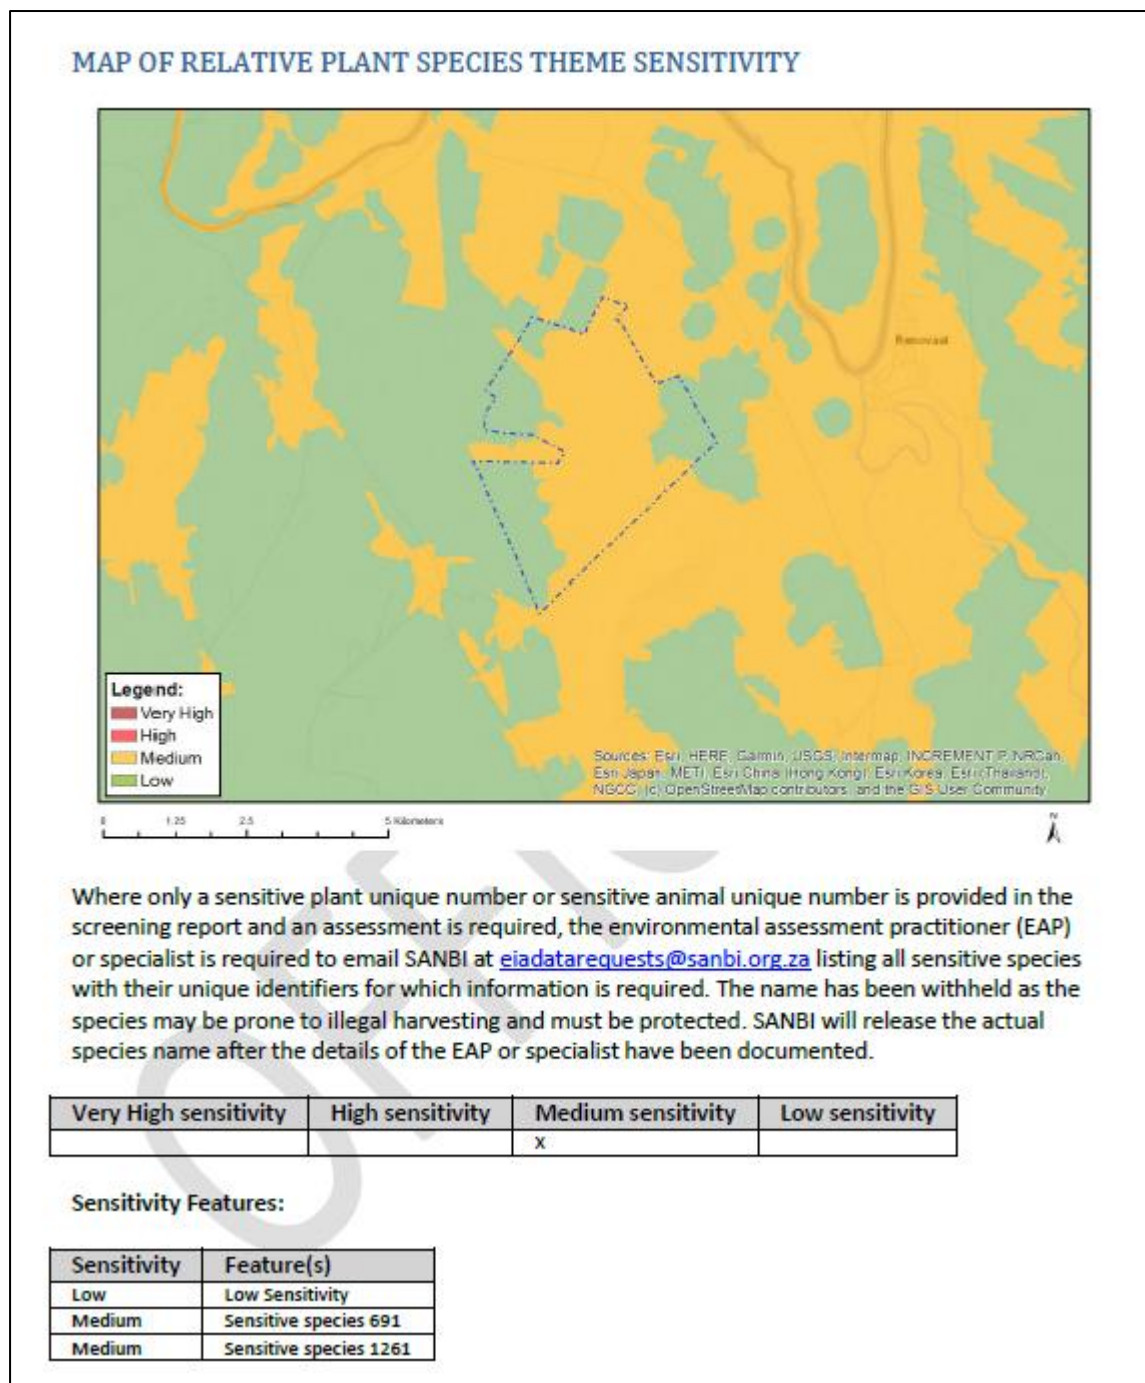 MAP OF RELATIVE PLANT SPECIES THEME SENSITIVITY
Renovaal
Legend:
Very High
High
Medium
Low
Sources: Esri, HERE, Garmin, USGS, Intermap, INCREMENT P, NRCan,
Esri Japan, METI, Esri China (Hong Kong), Esri Korea, Esri (Thailand),
NGCC, (c) OpenStreetMap contributors, and the GIS User Community
0 1.25 2.5 5 Kilometers
N
Where only a sensitive plant unique number or sensitive animal unique number is provided in the
screening report and an assessment is required, the environmental assessment practitioner (EAP)
or specialist is required to email SANBI at eiadatarequests@sanbi.org.za listing all sensitive species
with their unique identifiers for which information is required. The name has been withheld as the
species may be prone to illegal harvesting and must be protected. SANBI will release the actual
species name after the details of the EAP or specialist have been documented.
Very High sensitivity High sensitivity Medium sensitivity Low sensitivity
X
Sensitivity Features:
Sensitivity Feature(s)
Low Low Sensitivity
Medium Sensitive species 691
Medium Sensitive species 1261